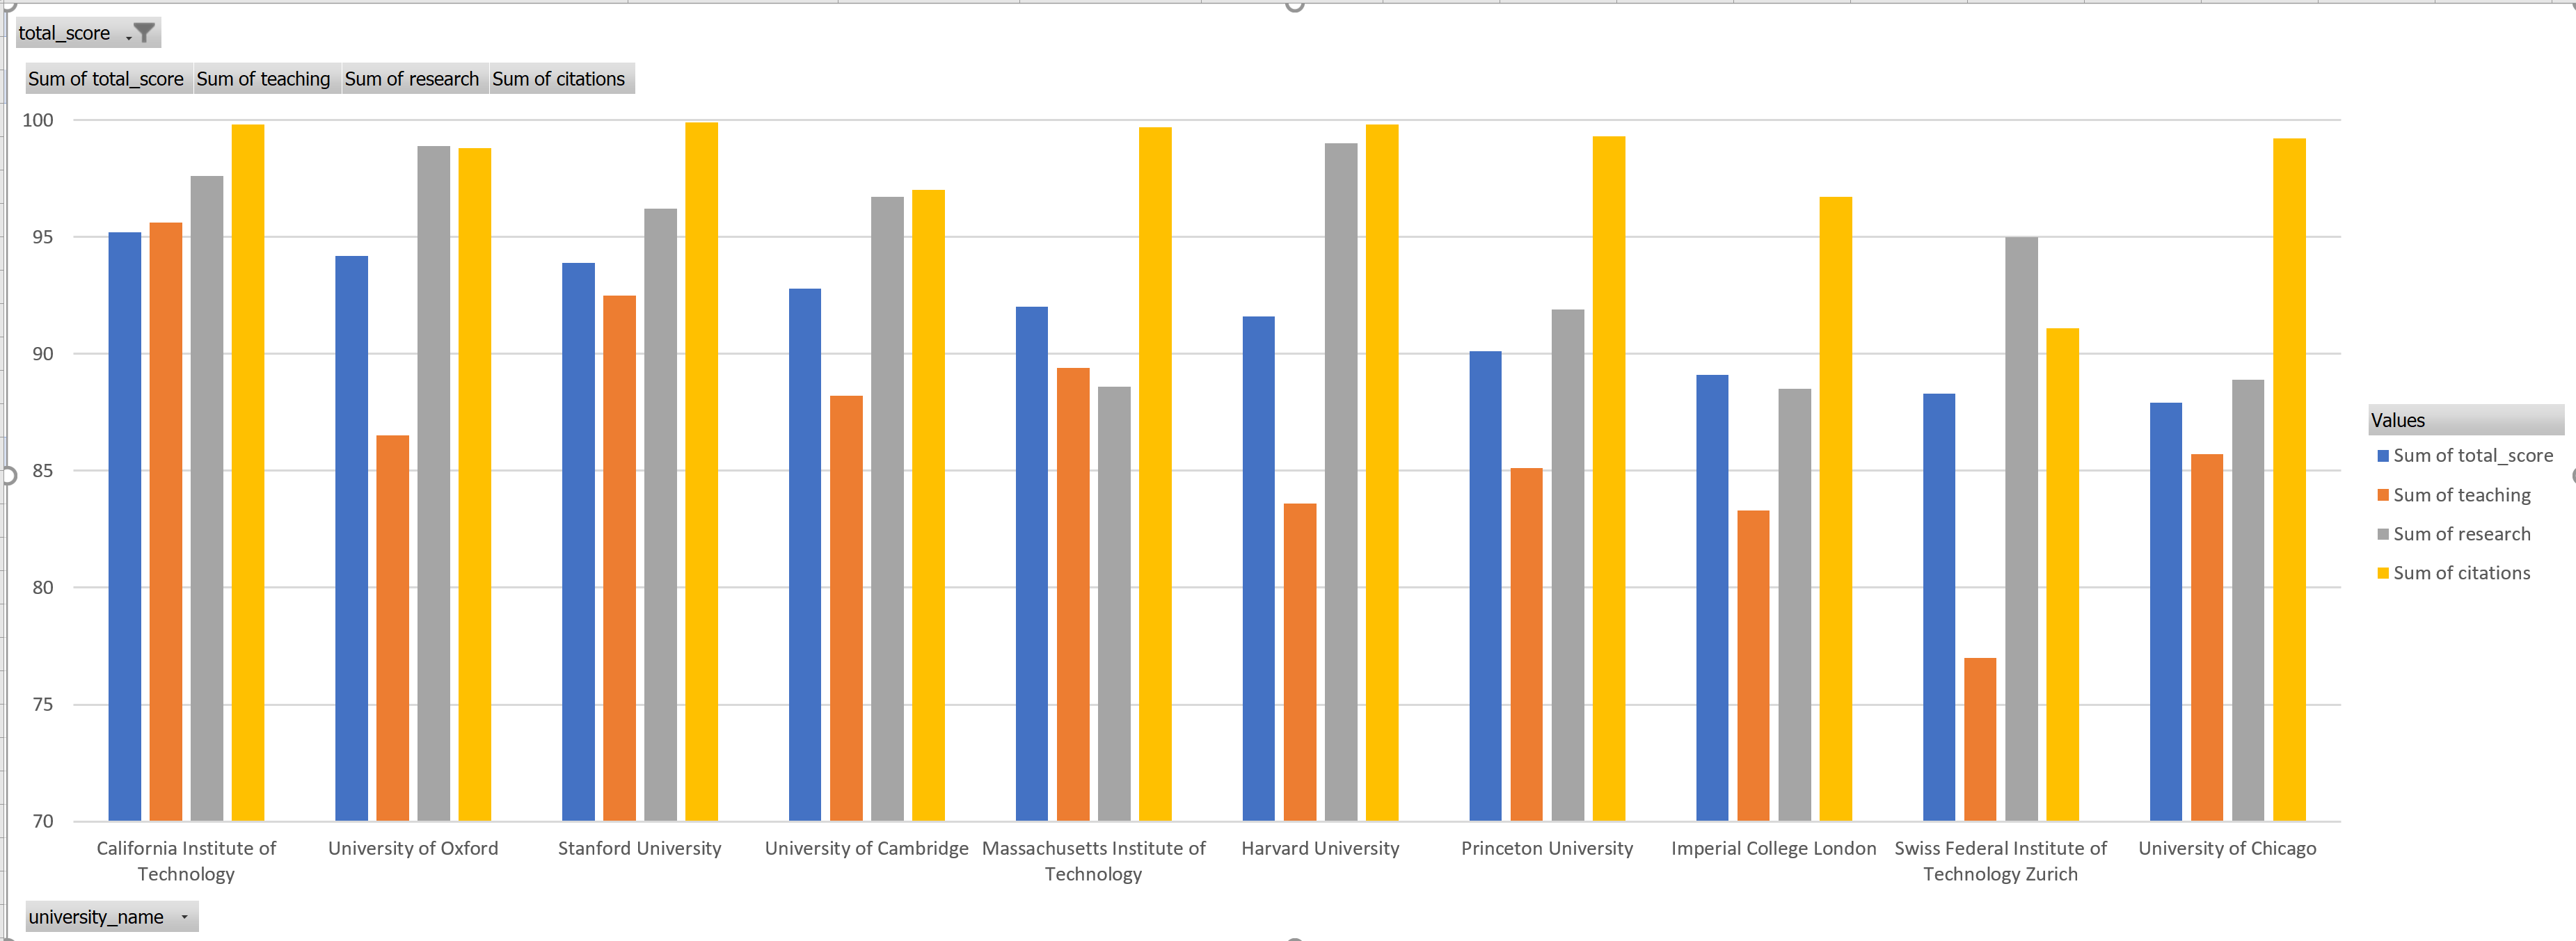 total_score
Sum of total_score Sum of teaching Sum of research Sum of citations
100
95
90
85
80
75
70
California Institute of Technology
University of Oxford
Stanford University
University of Cambridge
Massachusetts Institute of Technology
Harvard University
Princeton University
Imperial College London
Swiss Federal Institute of Technology Zurich
University of Chicago
Values
Sum of total_score
Sum of teaching
Sum of research
Sum of citations
university_name